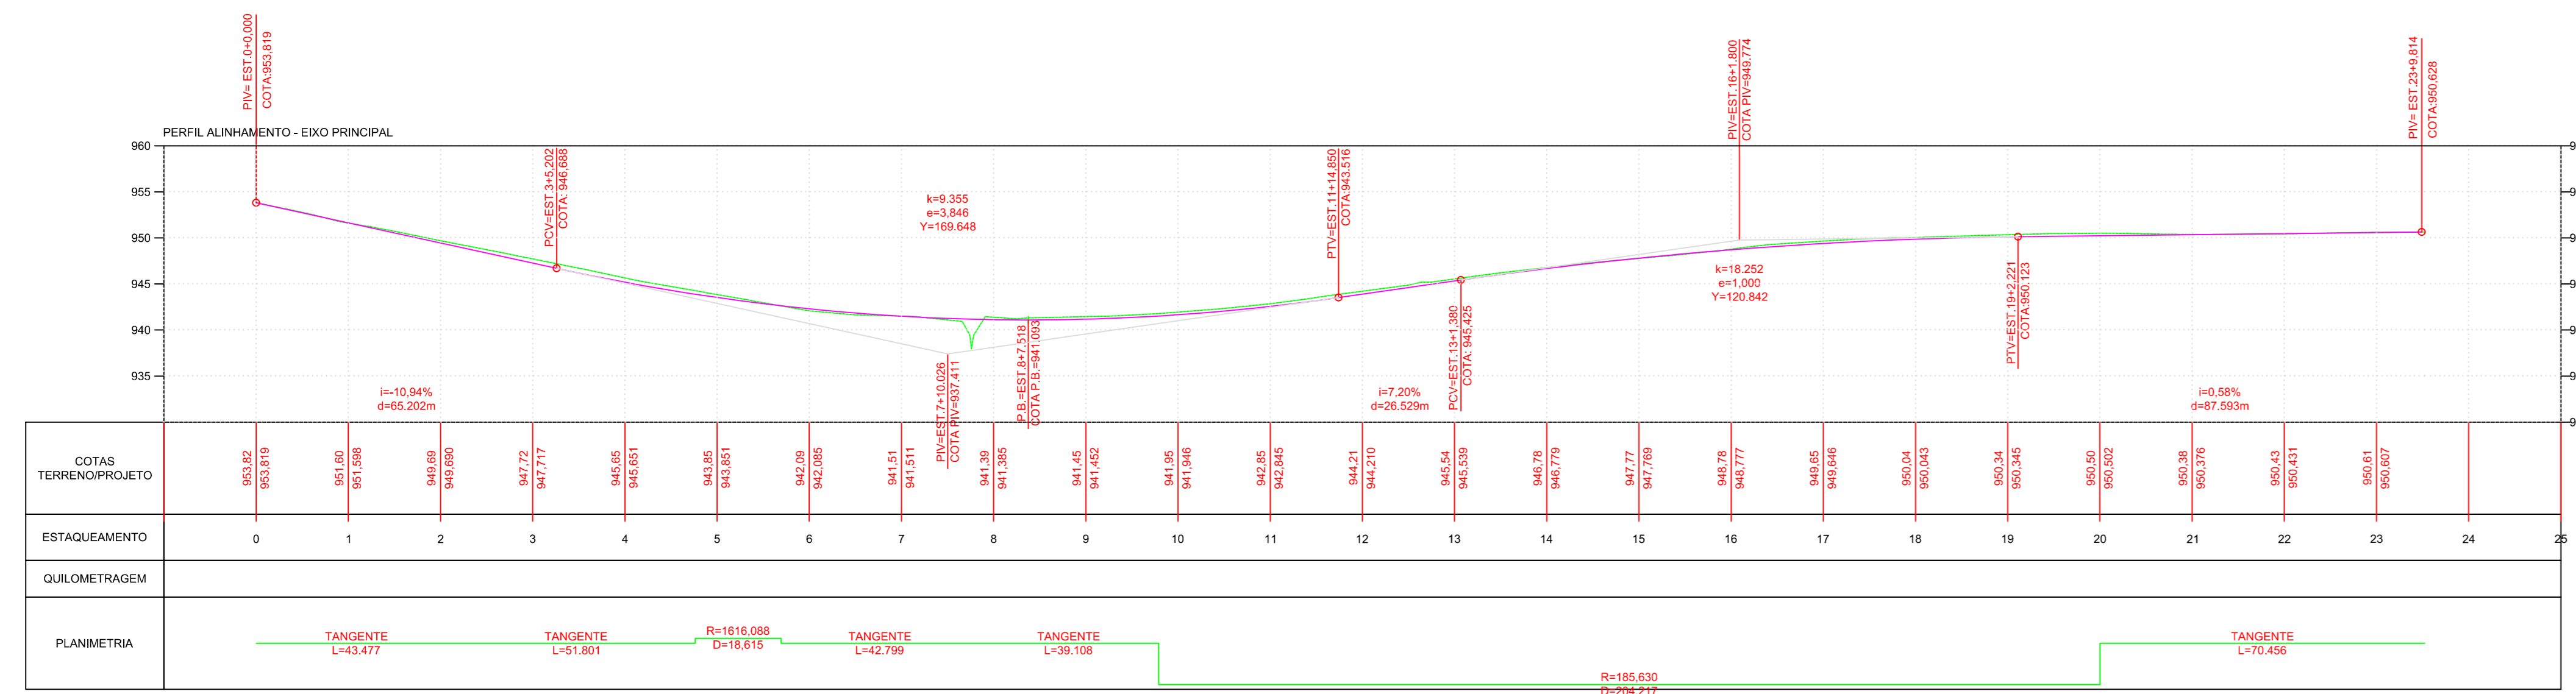 PIV= EST.0+0,000
COTA:953,819
PIV=EST.16+1.800
COTA PIV=949.774
PIV= EST.23+9,814
COTA:950,628
PERFIL ALINHAMENTO - EIXO PRINCIPAL
960
955
950
945
940
935
PCV=EST.3+5,202
COTA: 946,688
k=9.355
e=3,846
Y=169.648
PTV=EST.11+14,850
COTA:943.516
k=18.252
e=1,000
Y=120.842
PTV=EST.19+2,221
COTA:950.123
PCV=EST.13+1,380
COTA: 945,425
P.B.=EST.8+7.518
COTA P.B.=941.093
PIV=EST.7+10.026
COTA PIV=937,411
i=-10,94%
d=65.202m
i=7,20%
d=26.529m
i=0,58%
d=87.593m
COTAS
TERRENO/PROJETO
953,82
953,819
951,60
951,598
949,69
949,690
947,72
947,717
945,65
945,651
943,85
943,851
942,09
942,085
941,51
941,511
941,39
941,385
941,45
941,452
941,95
941,946
942,85
942,845
944,21
944,210
945,54
945,539
946,78
946,779
947,77
947,769
948,78
948,777
949,65
949,646
950,04
950,043
950,34
950,345
950,50
950,502
950,38
950,376
950,43
950,431
950,61
950,607
ESTAQUEAMENTO 0 1 2 3 4 5 6 7 8 9 10 11 12 13 14 15 16 17 18 19 20 21 22 23 24 25
QUILOMETRAGEM
PLANIMETRIA
TANGENTE
L=43.477
TANGENTE
L=51.801
R=1616,088
D=18,615
TANGENTE
L=42.799
TANGENTE
L=39.108
R=185,630
D=204,217
TANGENTE
L=70.456